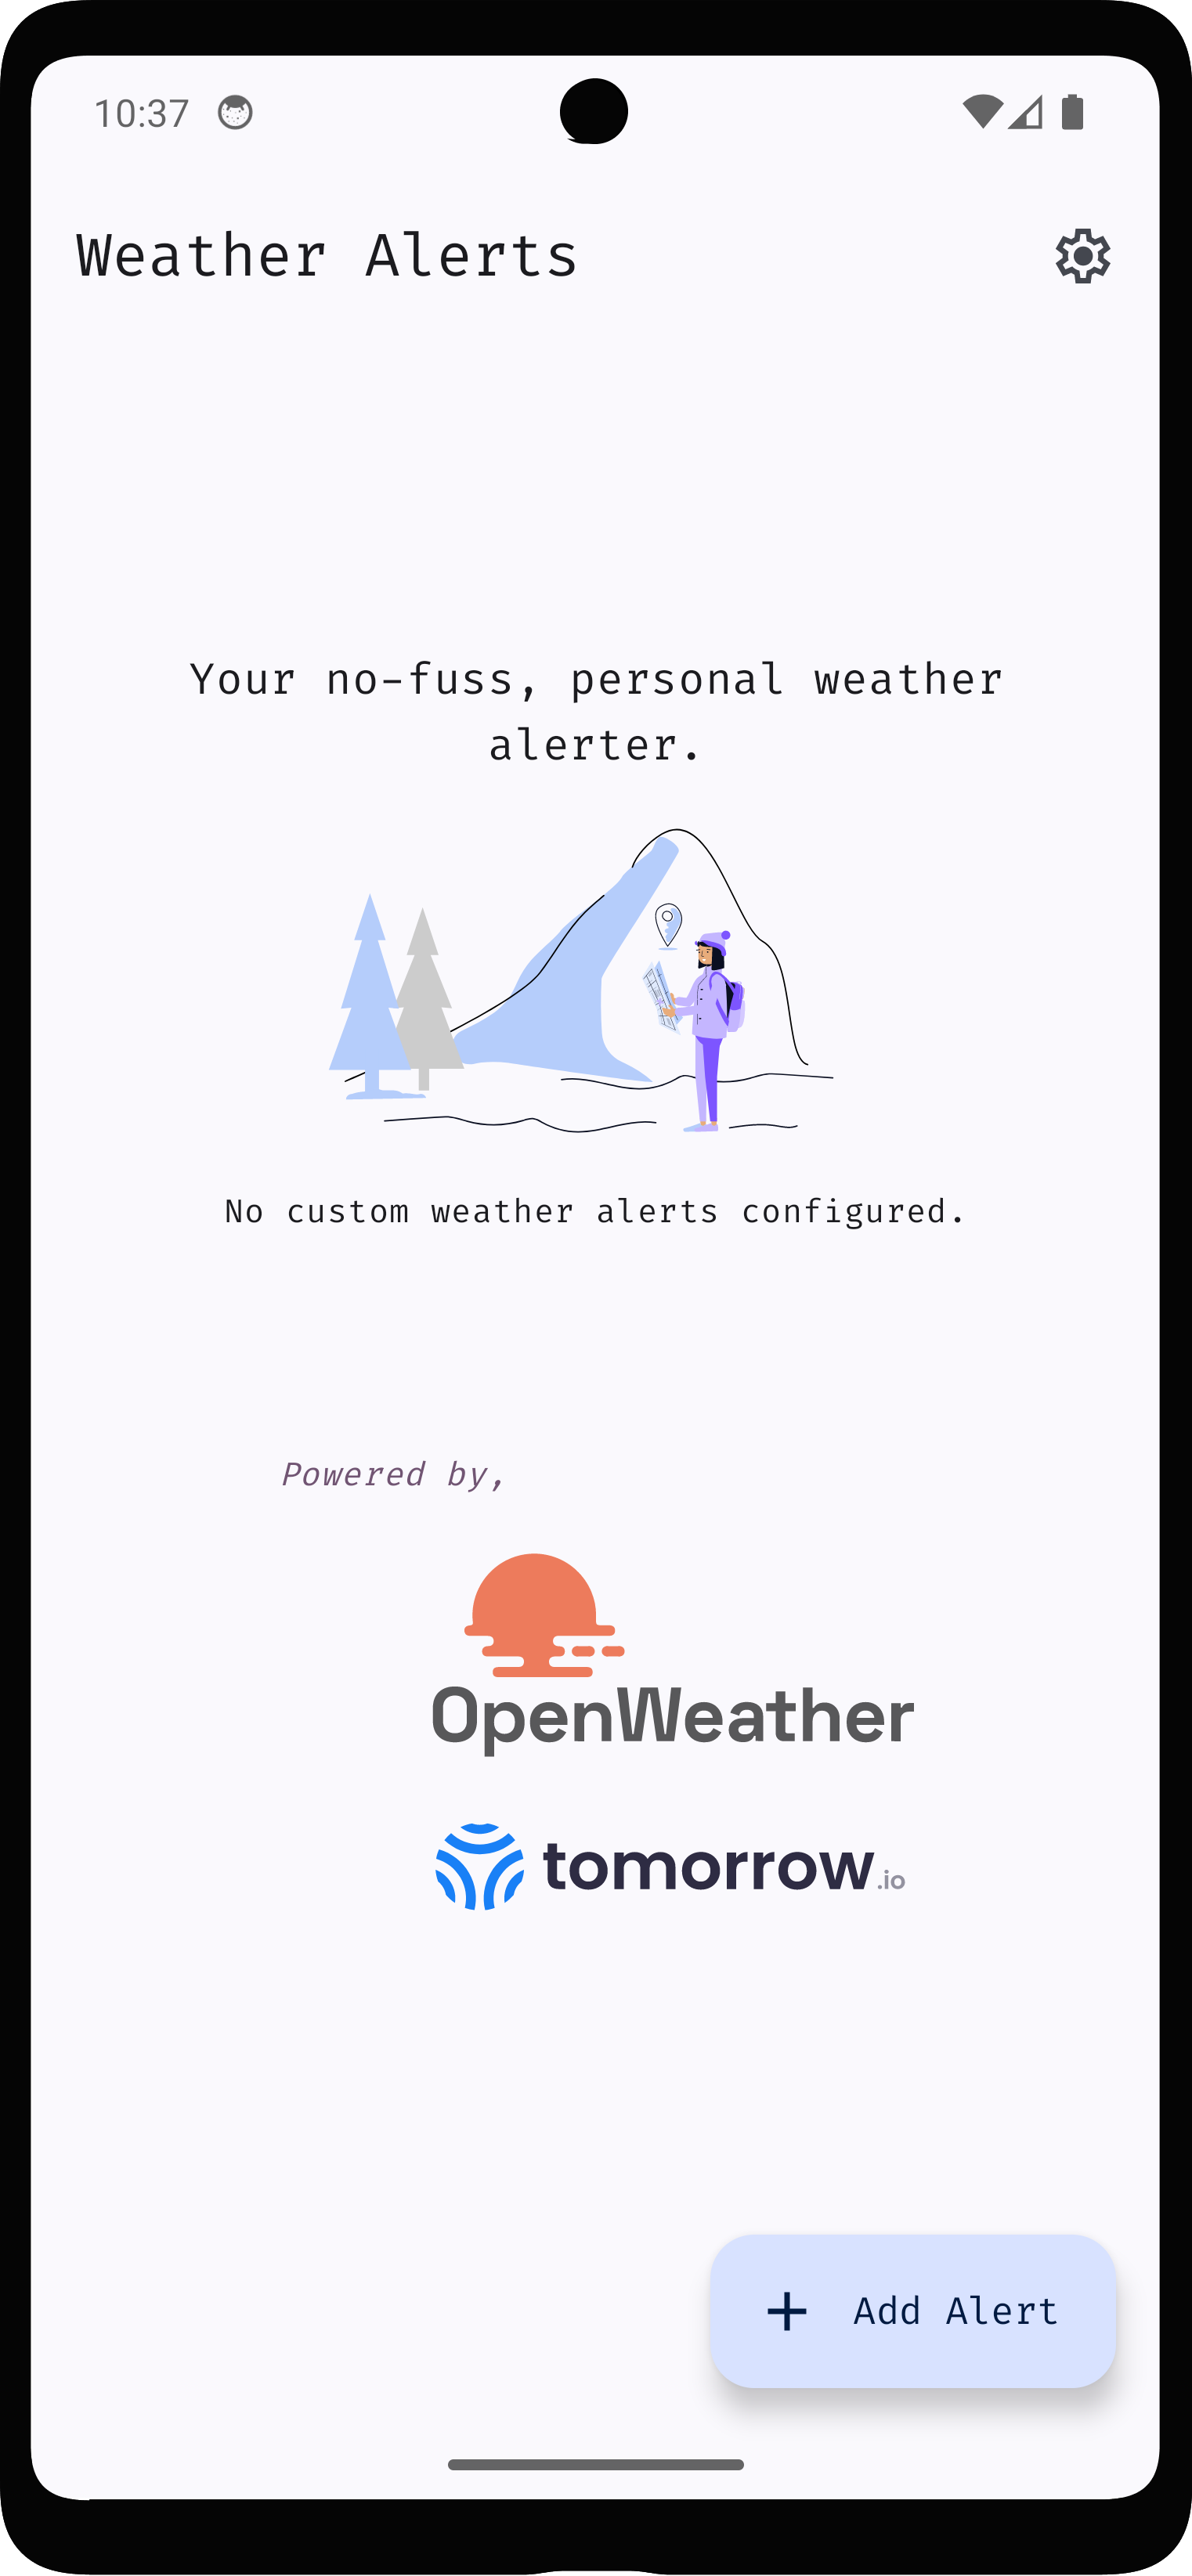 10:37
Weather Alerts
Your no-fuss, personal weather
alerter.
No custom weather alerts configured.
Powered by,
OpenWeather
tomorrow.io
+ Add Alert